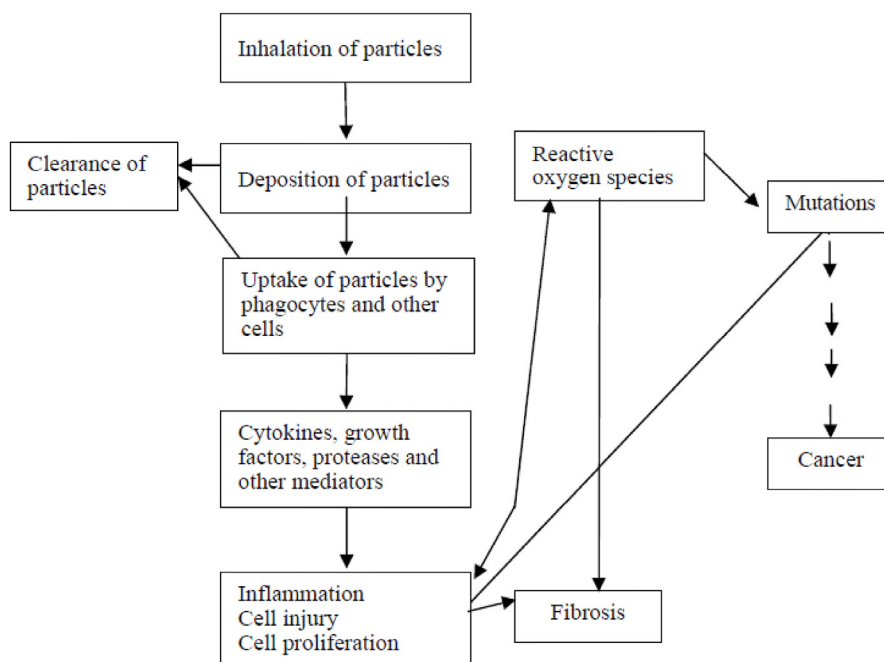 Inhalation of particles
Clearance of
particles
Deposition of particles
Reactive
oxygen species
Mutations
Uptake of particles by
phagocytes and other
cells
Cytokines, growth
factors, proteases and
other mediators
Cancer
Inflammation
Cell injury
Cell proliferation
Fibrosis